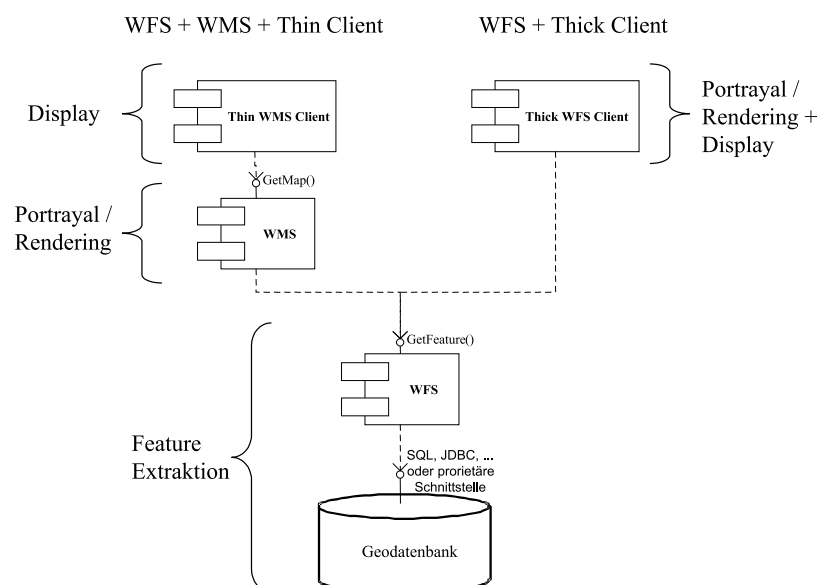 WFS + WMS + Thin Client
WFS + Thick Client
Display
Thin WMS Client
Thick WFS Client
Portrayal /
Rendering +
Display
GetMap()
Portrayal /
Rendering
WMS
GetFeature()
WFS
Feature
Extraktion
SQL, JDBC, ...
oder prorietäre
Schnittstelle
Geodatenbank